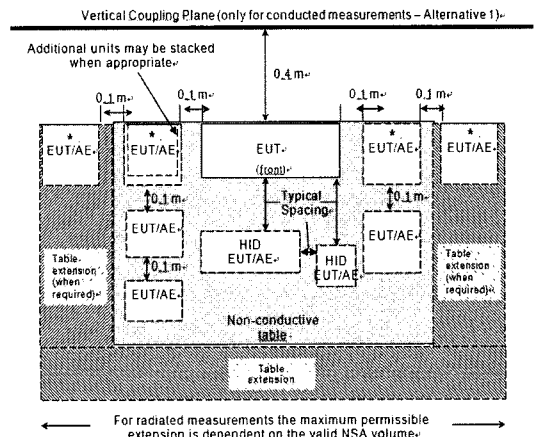 Vertical Coupling Plane (only for conducted measurements – Alternative 1)
Additional units may be stacked
when appropriate
0.4 m
0.1 m
0.1 m
0.1 m
0.1 m
*
EUT/AE
*
EUT/AE
EUT
(front)
*
EUT/AE
*
EUT/AE
0.1 m
Typical
Spacing
0.1 m
EUT/AE
HID
EUT/AE
HID
EUT/AE
EUT/AE
Table
extension
(when
required)
0.1 m
Table
extension
(when
required)
EUT/AE
Non-conductive
table
Table
extension
For radiated measurements the maximum permissible
extension is dependent on the valid NSA volume